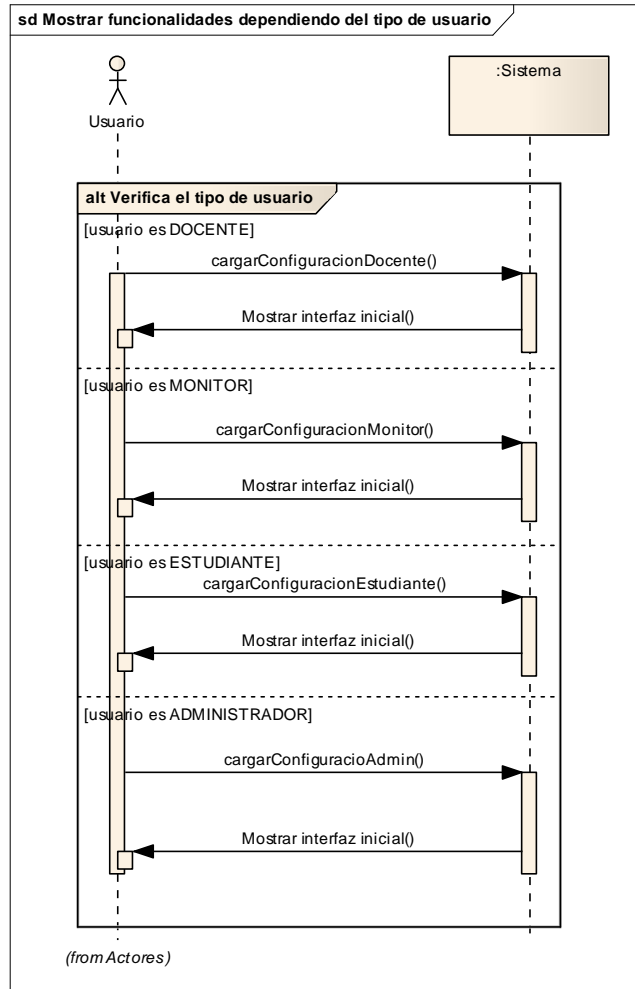 sd Mostrar funcionalidades dependiendo del tipo de usuario
Usuario
:Sistema
alt Verifica el tipo de usuario
[usuario es DOCENTE]
cargarConfiguracionDocente()
Mostrar interfaz inicial()
[usuario es MONITOR]
cargarConfiguracionMonitor()
Mostrar interfaz inicial()
[usuario es ESTUDIANTE]
cargarConfiguracionEstudiante()
Mostrar interfaz inicial()
[usuario es ADMINISTRADOR]
cargarConfiguracioAdmin()
Mostrar interfaz inicial()
(from Actores)